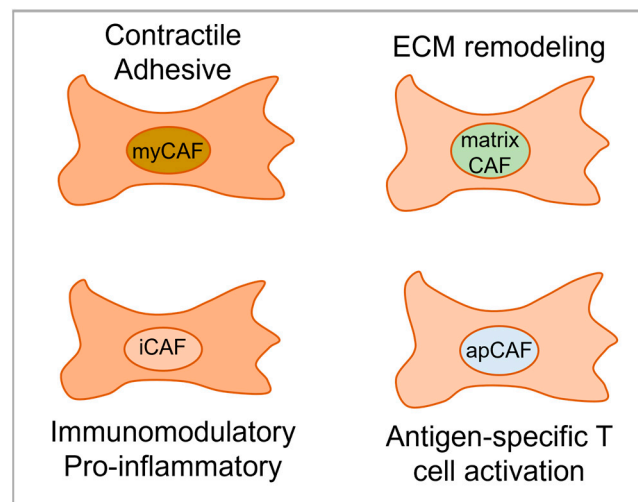 Contractile
Adhesive
ECM remodeling
myCAF
matrix
CAF
iCAF
apCAF
Immunomodulatory
Pro-inflammatory
Antigen-specific T
cell activation